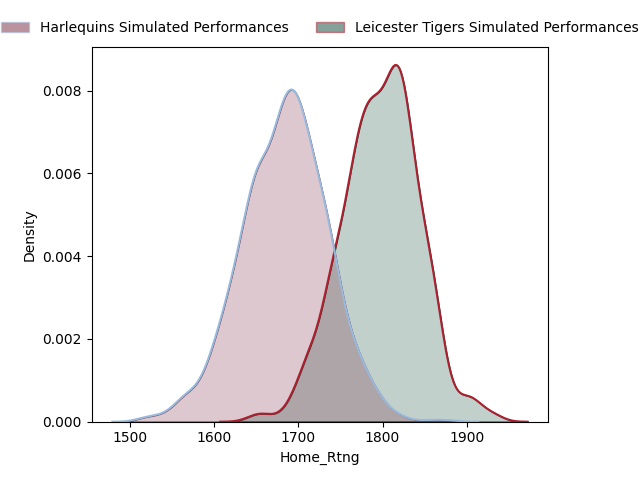 Harlequins Simulated Performances
Leicester Tigers Simulated Performances
0.008
0.006
0.004
0.002
0.000
Density
1500
1600
1700
1800
1900
Home_Rtng